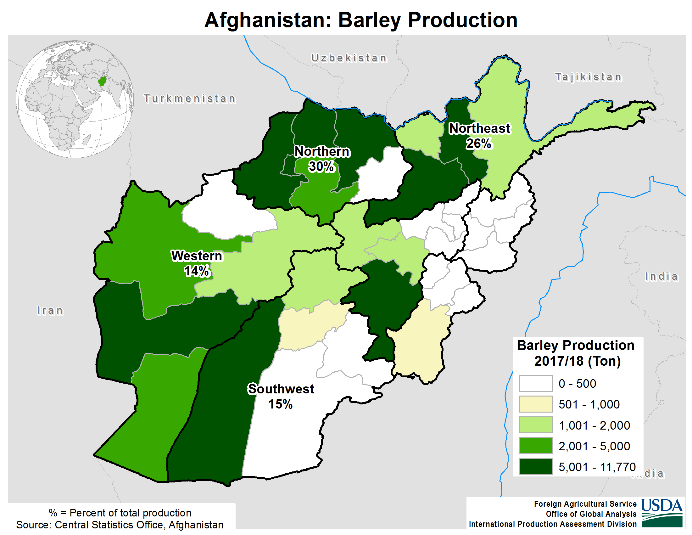 Afghanistan: Barley Production
Uzbekistan
Tajikistan
Turkmenistan
Northeast
26%
Northern
30%
Western
14%
India
Iran
Barley Production
2017/18 (Ton)
0 - 500
501 - 1,000
1,001 - 2,000
2,001 - 5,000
5,001 - 11,770
Southwest
15%
India
% = Percent of total production
Source: Central Statistics Office, Afghanistan
Foreign Agricultural Service
Office of Global Analysis
International Production Assessment Division
USDA